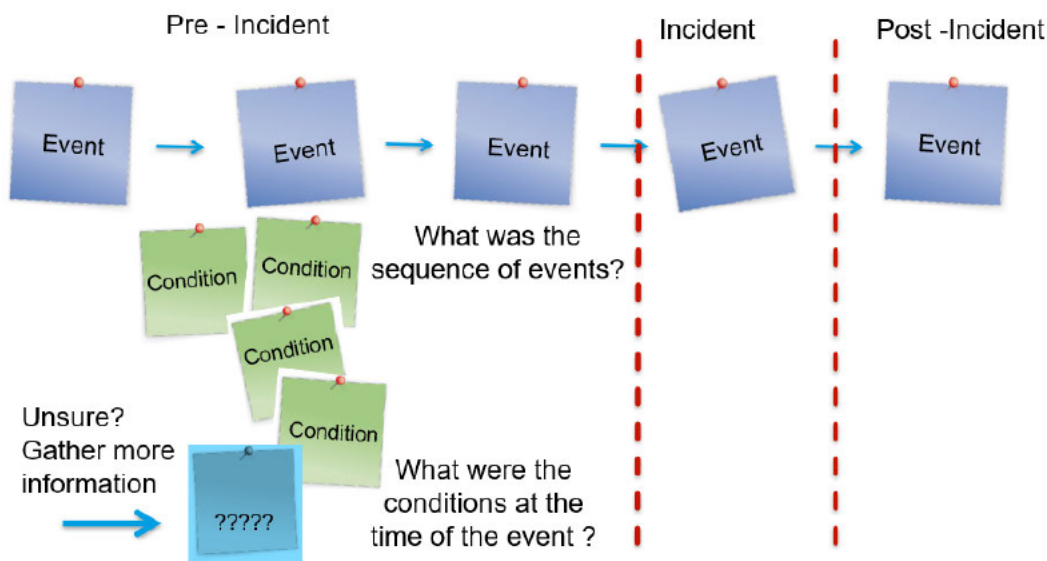 Pre - Incident
Incident
Post -Incident
Event
Event
Event
Event
Event
Condition
Condition
What was the
sequence of events?
Condition
Condition
Unsure?
Gather more
information
?????
What were the
conditions at the
time of the event ?